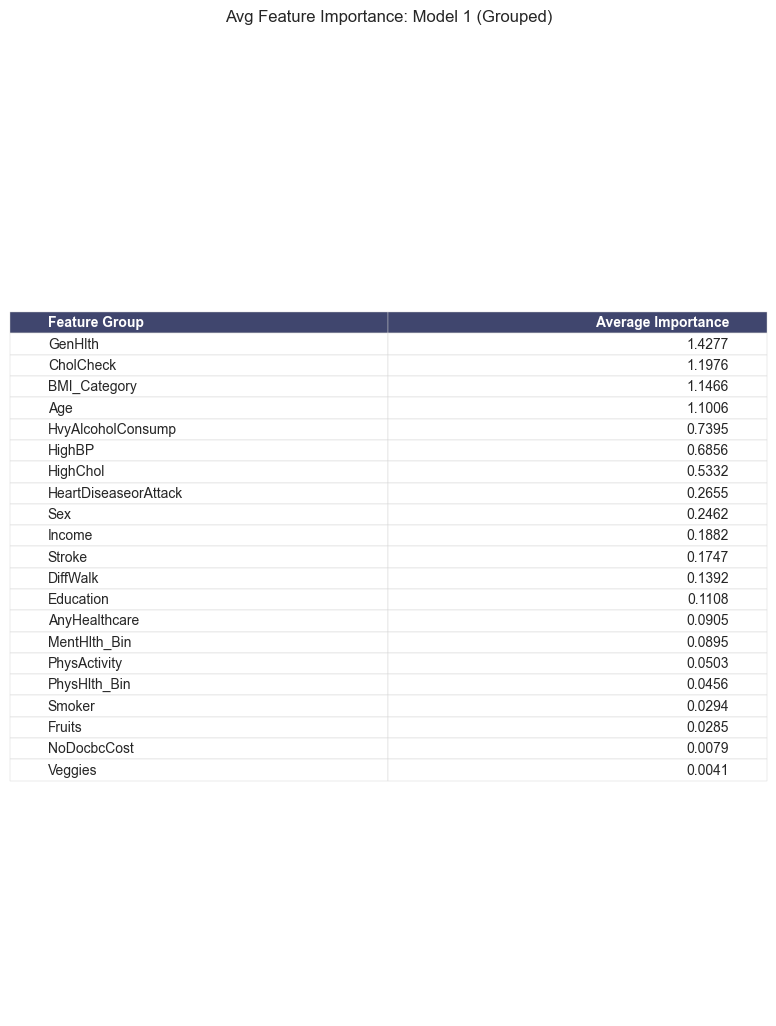 Avg Feature Importance: Model 1 (Grouped)
Feature Group Average Importance
GenHlth 1.4277
CholCheck 1.1976
BMI_Category 1.1466
Age 1.1006
HvyAlcoholConsump 0.7395
HighBP 0.6856
HighChol 0.5332
HeartDiseaseorAttack 0.2655
Sex 0.2462
Income 0.1882
Stroke 0.1747
DiffWalk 0.1392
Education 0.1108
AnyHealthcare 0.0905
MentHlth_Bin 0.0895
PhysActivity 0.0503
PhysHlth_Bin 0.0456
Smoker 0.0294
Fruits 0.0285
NoDocbcCost 0.0079
Veggies 0.0041